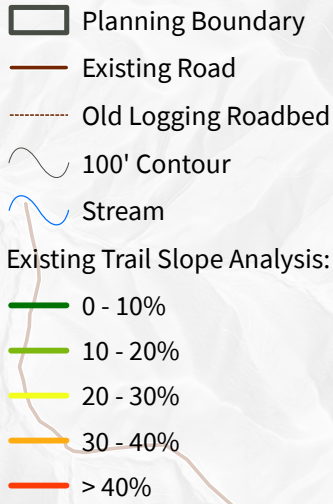 Planning Boundary
Existing Road
Old Logging Roadbed
100' Contour
Stream
Existing Trail Slope Analysis:
0 - 10%
10 - 20%
20 - 30%
30 - 40%
> 40%